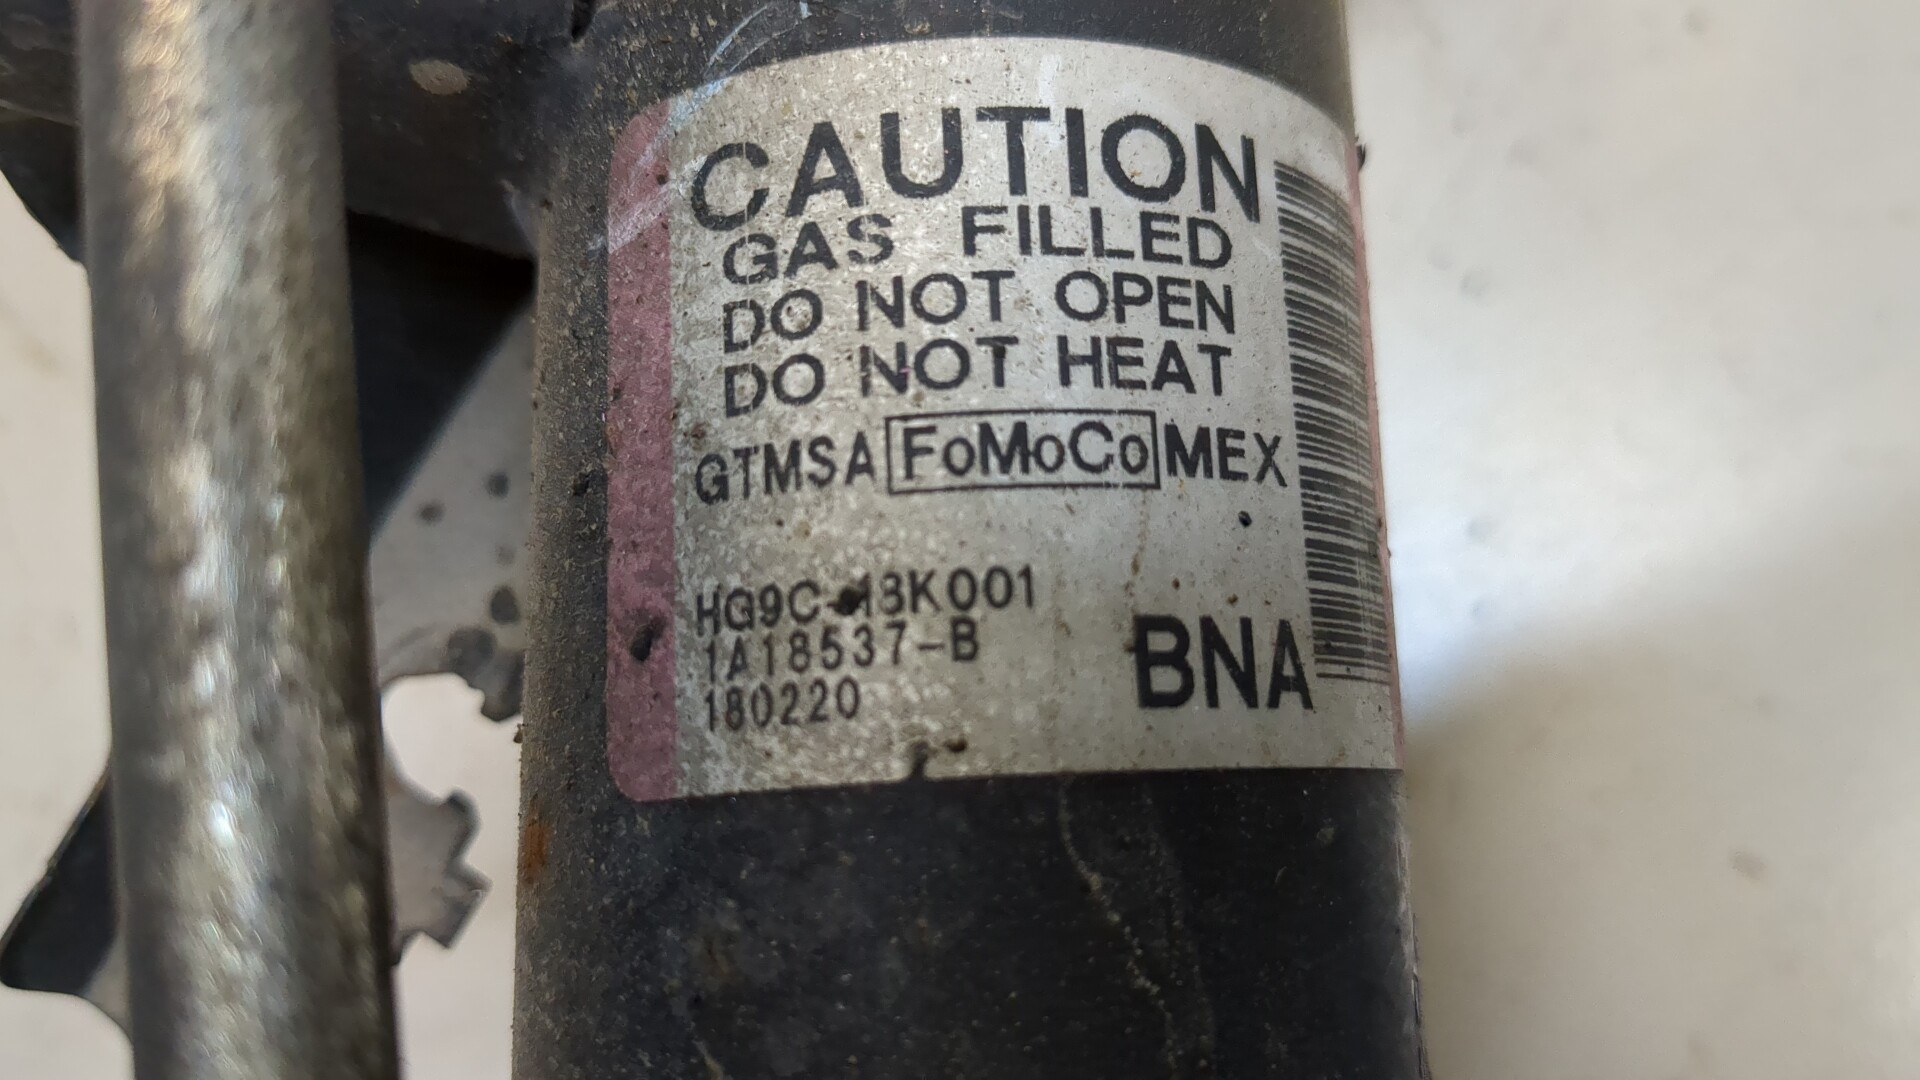 CAUTION
GAS FILLED
DO NOT OPEN
DO NOT HEAT
GTMSA FoMoCo MEX
HG9C-18K001
1A18537-B
180220
BNA